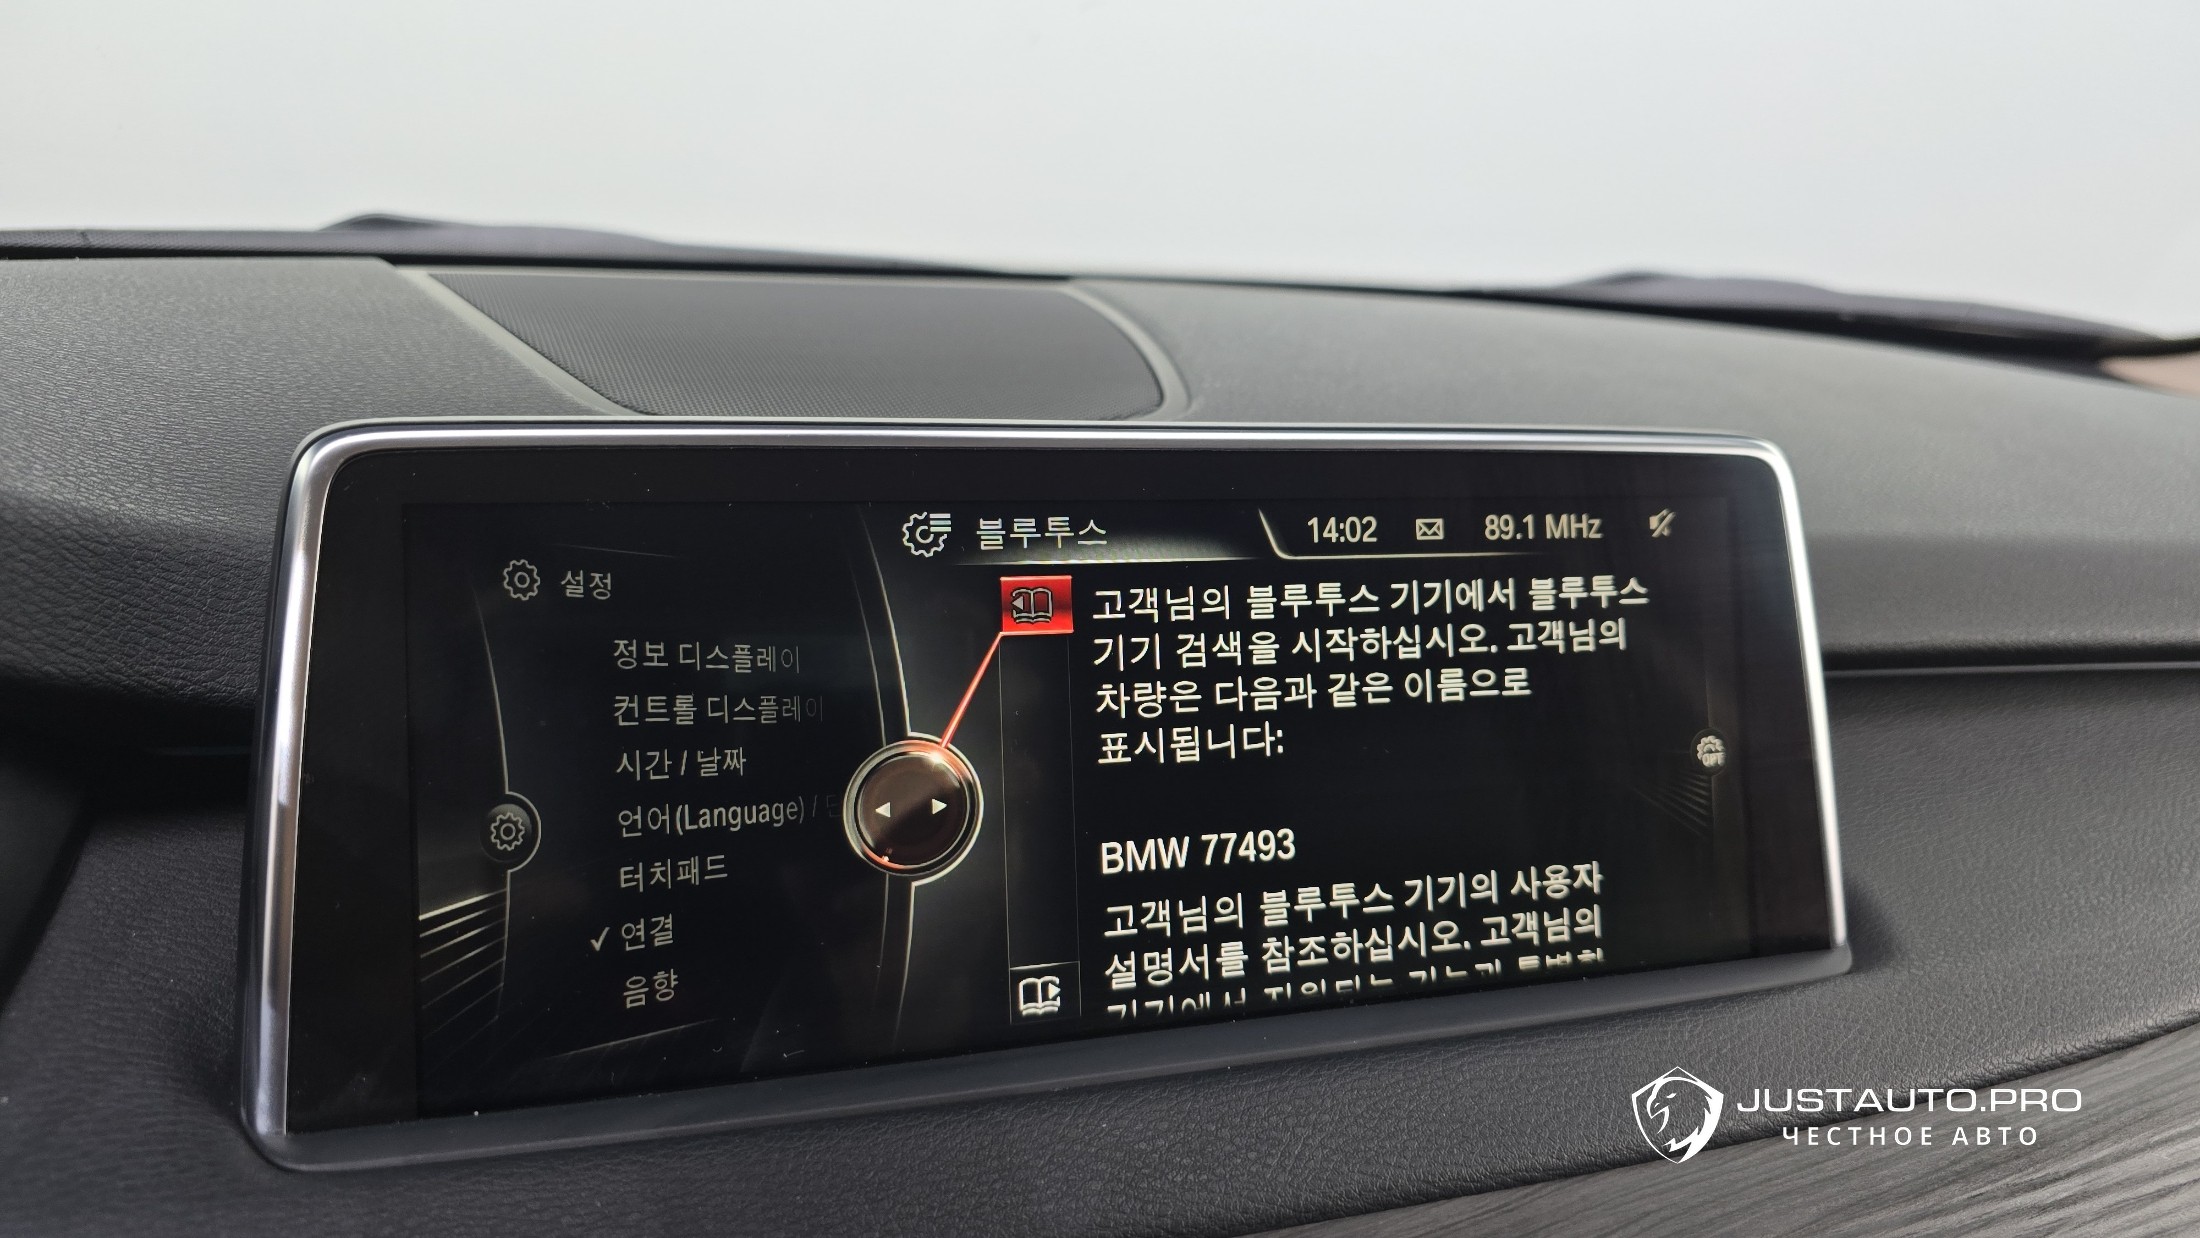 블루투스
14:02
89.1 MHz
설정
정보 디스플레이
컨트롤 디스플레이
시간 / 날짜
언어(Language) /
터치패드
✓ 연결
음향
고객님의 블루투스 기기에서 블루투스
기기 검색을 시작하십시오. 고객님의
차량은 다음과 같은 이름으로
표시됩니다:
BMW 77493
고객님의 블루투스 기기의 사용자
설명서를 참조하십시오. 고객님의
OFF
JUSTAUTO.PRO
ЧЕСТНОЕ АВТО